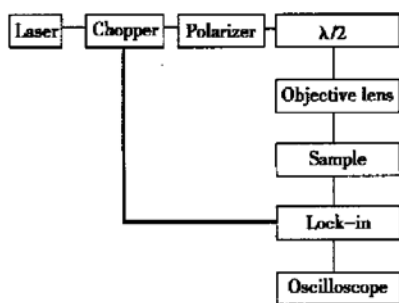 Laser
Chopper
Polarizer
λ/2
Objective lens
Sample
Lock-in
Oscilloscope